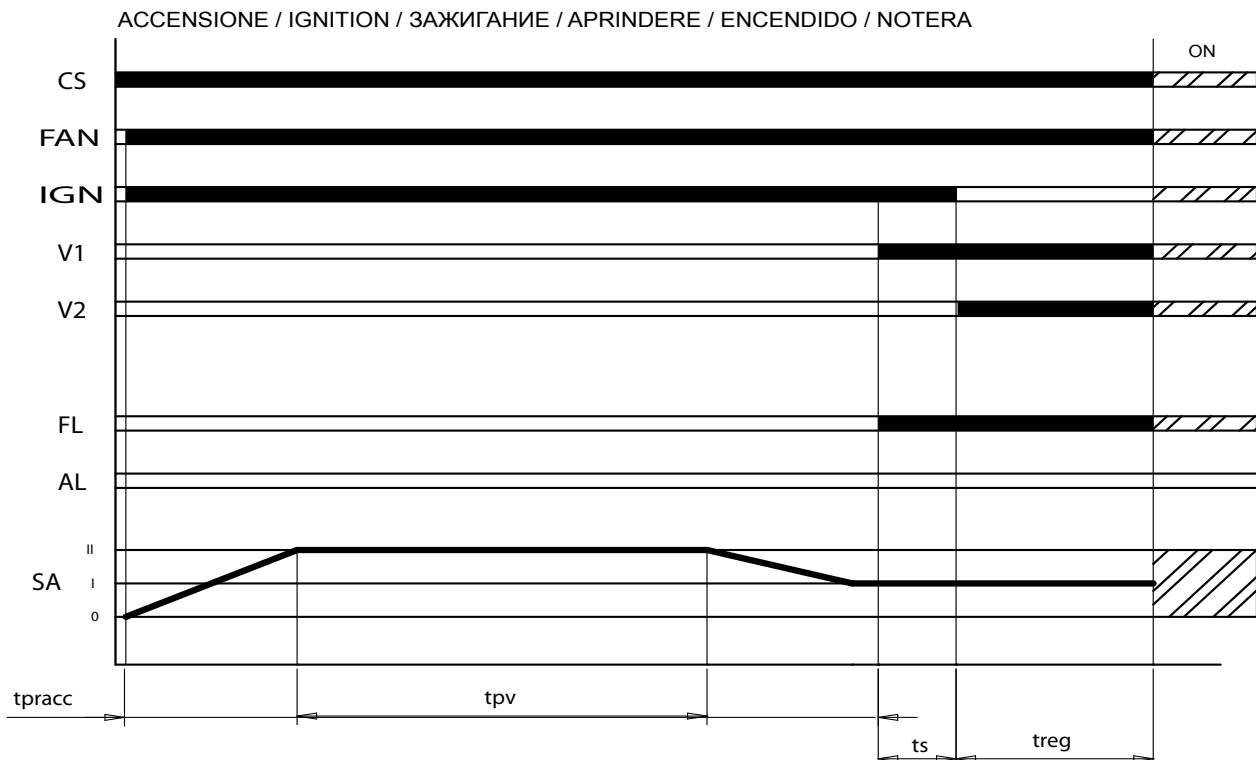 ACCENSIONE / IGNITION / ЗАЖИГАНИЕ / APRINDERE / ENCENDIDO / NOTERA
ON
CS
FAN
IGN
V1
V2
FL
AL
II
SA I
0
tpracc
tpv
ts
treg